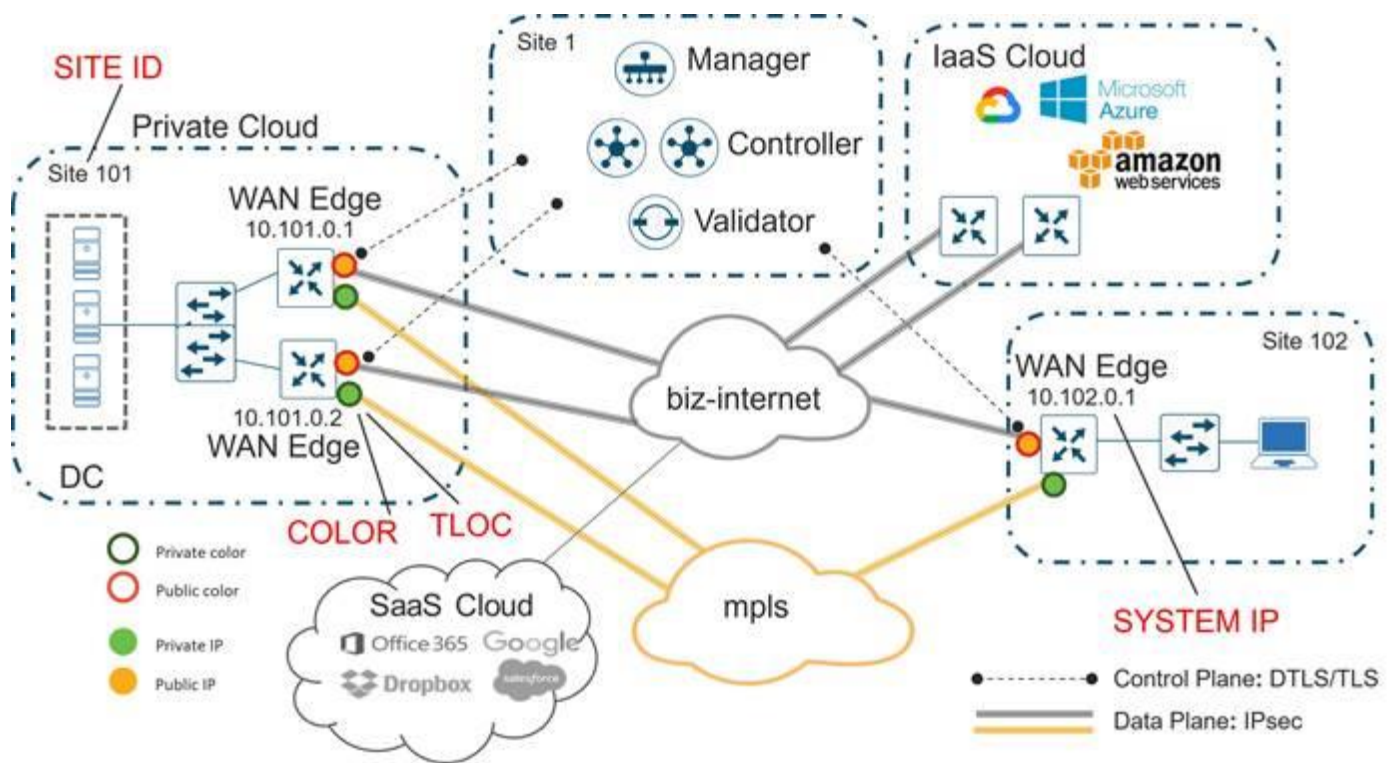 Site 1
Manager
Controller
Validator
IaaS Cloud
Microsoft
Azure
amazon
webservices
SITE ID
Private Cloud
Site 101
WAN Edge
10.101.0.1
10.101.0.2
WAN Edge
DC
COLOR
TLOC
biz-internet
Site 102
WAN Edge
10.102.0.1
SYSTEM IP
mpls
SaaS Cloud
Office 365
Google
Dropbox
salesforce
Private color
Public color
Private IP
Public IP
Control Plane: DTLS/TLS
Data Plane: IPsec